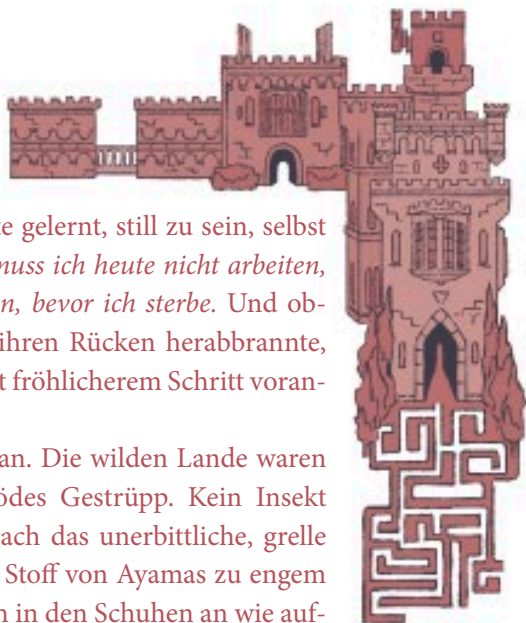 te gelernt, still zu sein, selbst
muss ich heute nicht arbeiten,
en, bevor ich sterbe. Und ob-
ihren Rücken herabbrannte,
t fröhlicherem Schritt voran-
an. Die wilden Lande waren
ödes Gestrüpp. Kein Insekt
ach das unerbittliche, grelle
Stoff von Ayamas zu engem
n in den Schuhen an wie auf-